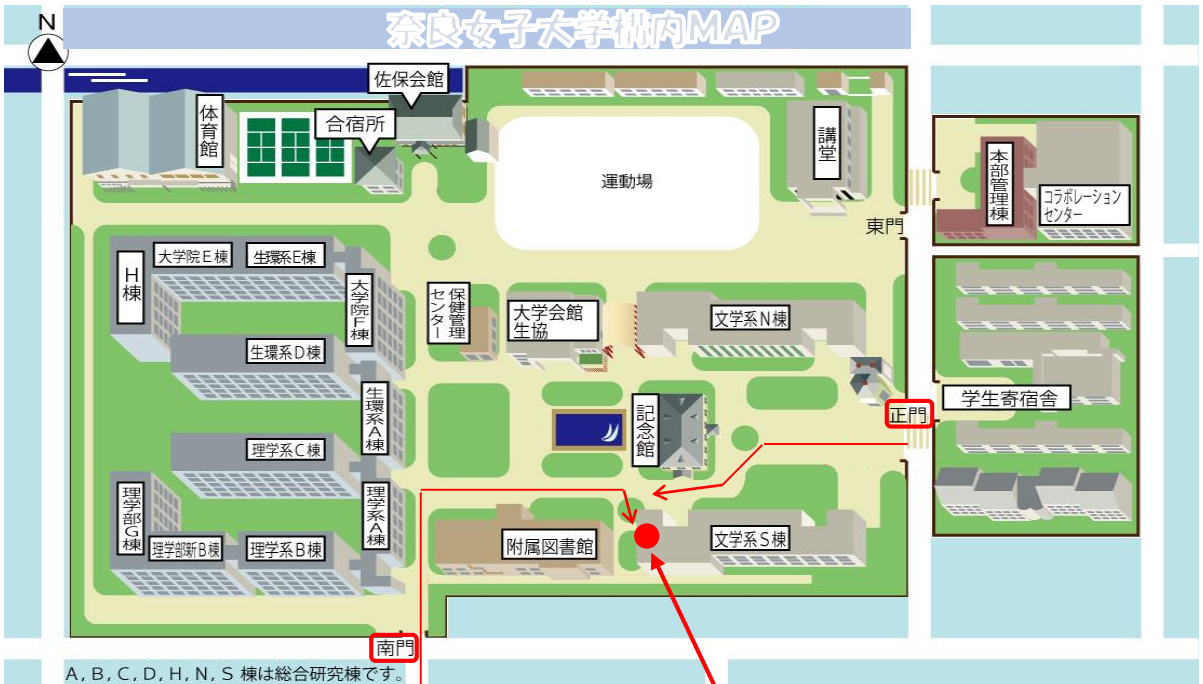 奈良女子大学構内MAP
N
佐保会館
体育館
合宿所
講堂
運動場
本部管理棟
コラボレーション
センター
東門
大学院E棟
生環系E棟
H棟
大学院F棟
保健管理
センター
大学会館
生協
文学系N棟
生環系D棟
生環系A棟
記念館
正門
学生寄宿舎
理学系C棟
理学部G棟
理学系A棟
理学部新B棟
理学系B棟
附属図書館
文学系S棟
南門
A, B, C, D, H, N, S 棟は総合研究棟です。